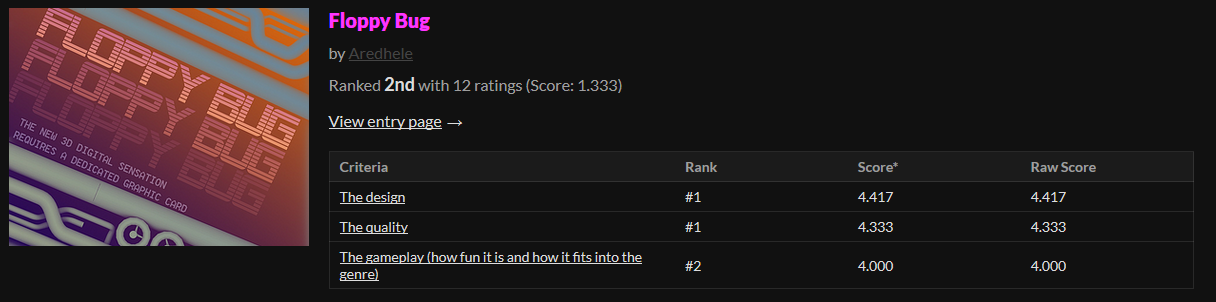 FLOPPY BUG
FLOPPY BUG
FLOPPY BUG
THE NEW 3D DIGITAL SENSATION
REQUIRES A DEDICATED GRAPHIC CARD
Floppy Bug
by Aredhele
Ranked 2nd with 12 ratings (Score: 1.333)
View entry page →
Criteria Rank Score* Raw Score
The design #1 4.417 4.417
The quality #1 4.333 4.333
The gameplay (how fun it is and how it fits into the
genre) #2 4.000 4.000